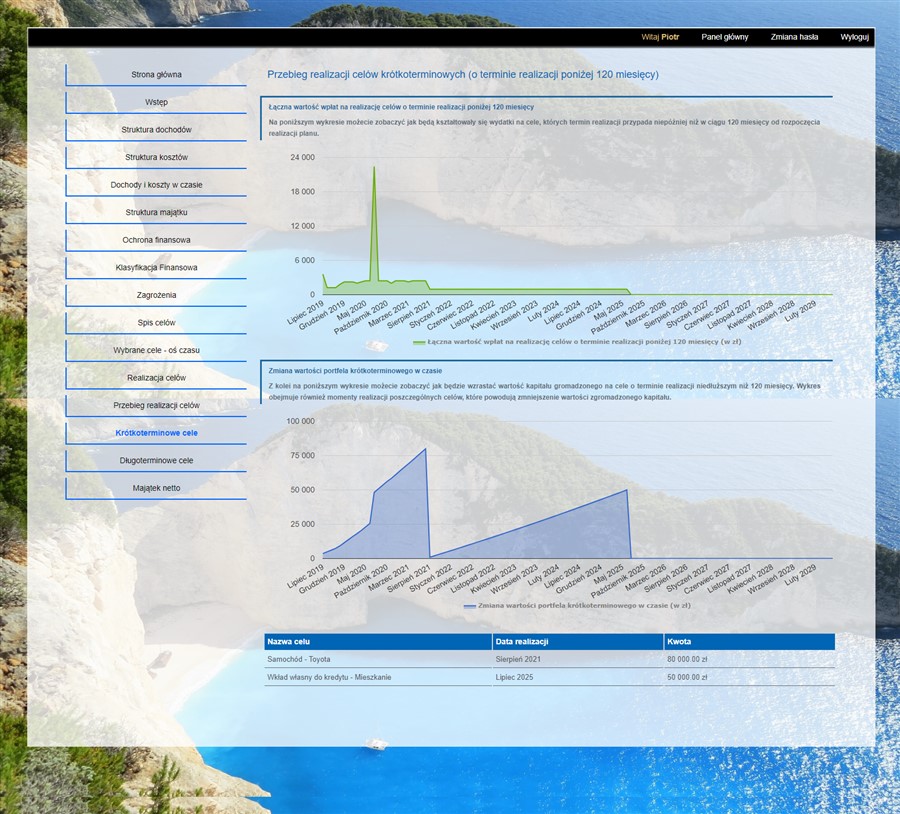 Witaj Piotr
Panel główny
Zmiana hasła
Wyloguj
Strona główna
Wstęp
Struktura dochodów
Struktura kosztów
Dochody i koszty w czasie
Struktura majątku
Ochrona finansowa
Klasyfikacja Finansowa
Zagrożenia
Spis celów
Wybrane cele - oś czasu
Realizacja celów
Przebieg realizacji celów
Krótkoterminowe cele
Długoterminowe cele
Majątek netto
Przebieg realizacji celów krótkoterminowych (o terminie realizacji poniżej 120 miesięcy)
Łączna wartość wpłat na realizację celów o terminie realizacji poniżej 120 miesięcy
Na poniższym wykresie możecie zobaczyć jak będą kształtowały się wydatki na cele, których termin realizacji przypada niepóźniej niż w ciągu 120 miesięcy od rozpoczęcia
realizacji planu.
24 000
18 000
12 000
6 000
0
Lipiec 2019
Grudzień 2019
Maj 2020
Październik 2020
Marzec 2021
Sierpień 2021
Styczeń 2022
Czerwiec 2022
Listopad 2022
Kwiecień 2023
Wrzesień 2023
Luty 2024
Lipiec 2024
Grudzień 2024
Maj 2025
Październik 2025
Marzec 2026
Sierpień 2026
Styczeń 2027
Czerwiec 2027
Listopad 2027
Kwiecień 2028
Wrzesień 2028
Luty 2029
Łączna wartość wpłat na realizację celów o terminie realizacji poniżej 120 miesięcy (w zł)
Zmiana wartości portfela krótkoterminowego w czasie
Z kolei na poniższym wykresie możecie zobaczyć jak będzie wzrastać wartość kapitału gromadzonego na cele o terminie realizacji niedłuższym niż 120 miesięcy. Wykres
obejmuje również momenty realizacji poszczególnych celów, które powodują zmniejszenie wartości zgromadzonego kapitału.
100 000
75 000
50 000
25 000
0
Lipiec 2019
Grudzień 2019
Maj 2020
Październik 2020
Marzec 2021
Sierpień 2021
Styczeń 2022
Czerwiec 2022
Listopad 2022
Kwiecień 2023
Wrzesień 2023
Luty 2024
Lipiec 2024
Grudzień 2024
Maj 2025
Październik 2025
Marzec 2026
Sierpień 2026
Styczeń 2027
Czerwiec 2027
Listopad 2027
Kwiecień 2028
Wrzesień 2028
Luty 2029
Zmiana wartości portfela krótkoterminowego w czasie (w zł)
Nazwa celu Data realizacji Kwota
Samochód - Toyota Sierpień 2021 80 000.00 zł
Wkład własny do kredytu - Mieszkanie Lipiec 2025 50 000.00 zł